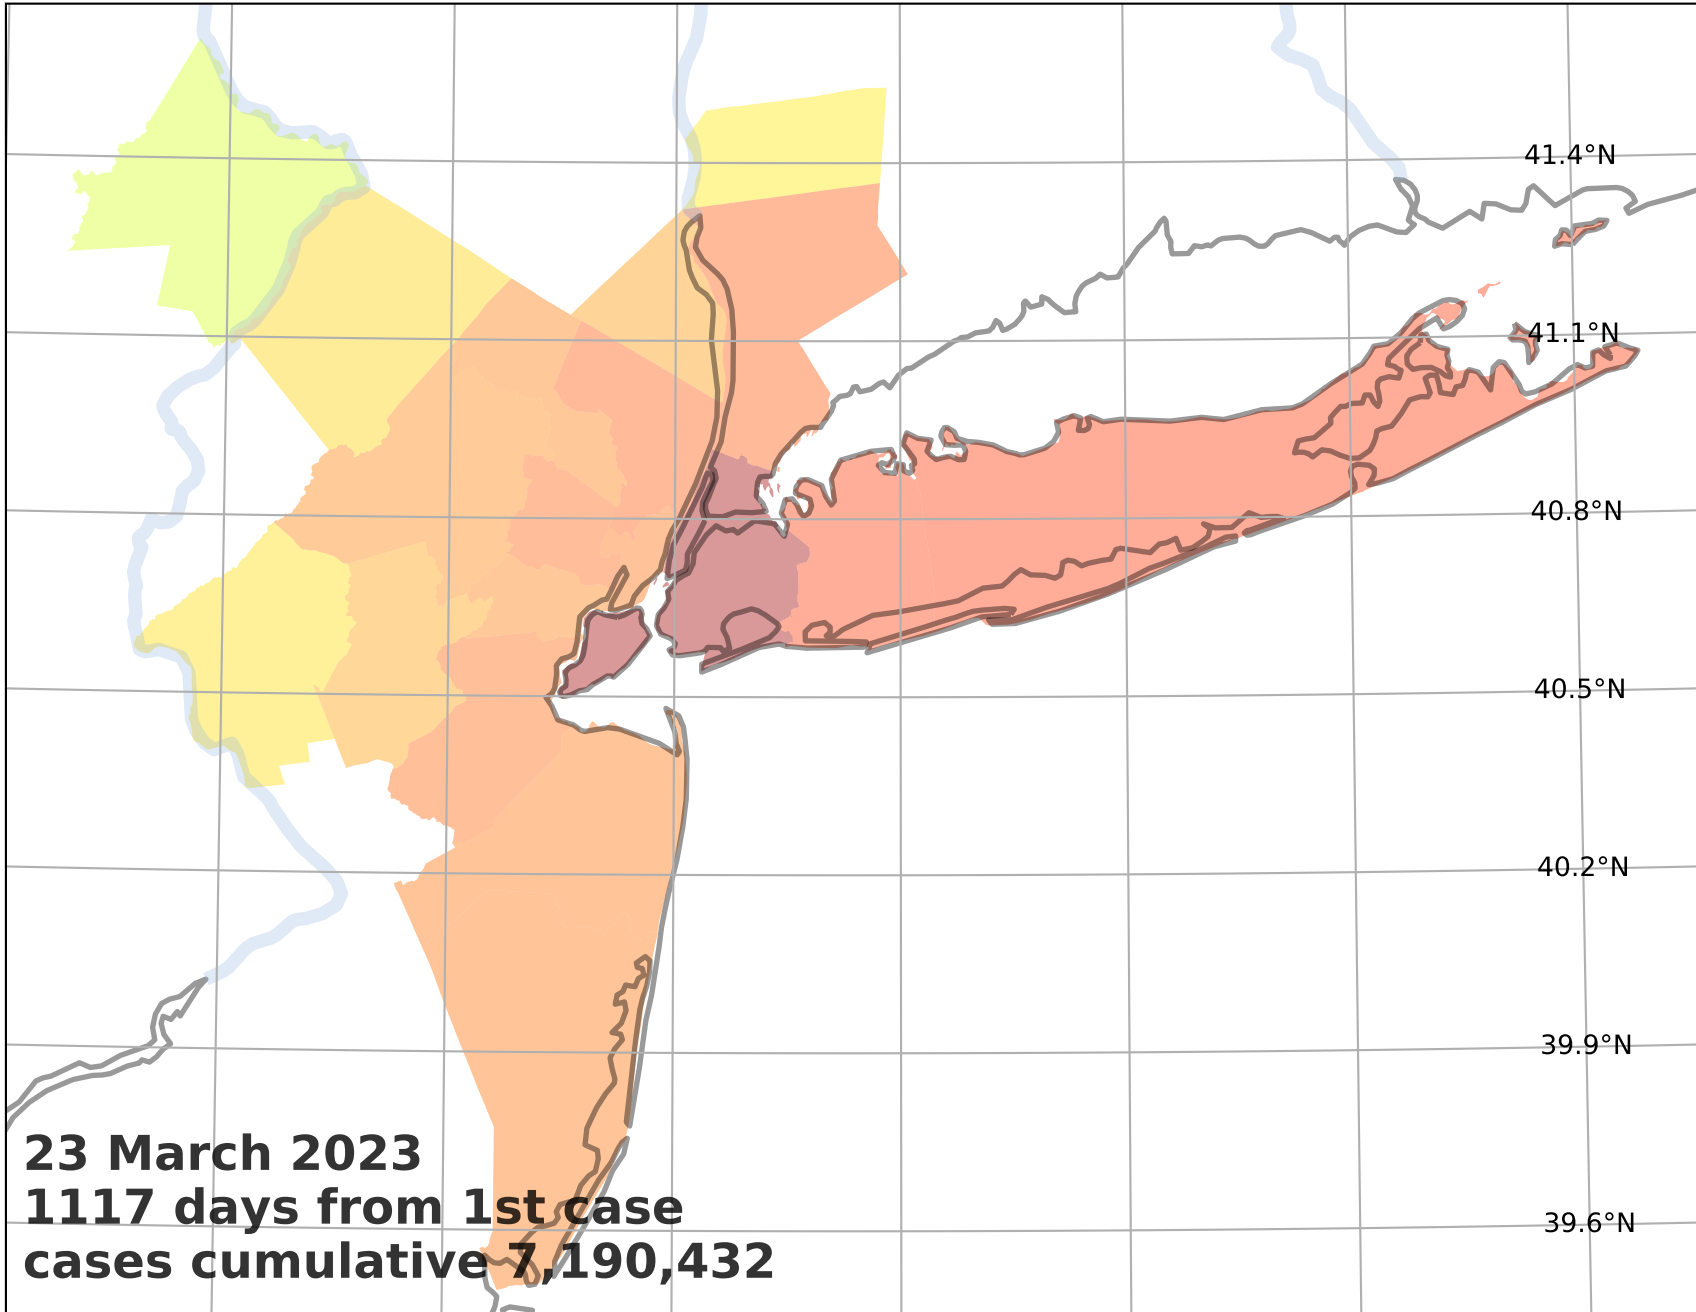 41.4°N
41.1°N
40.8°N
40.5°N
40.2°N
39.9°N
39.6°N
23 March 2023
1117 days from 1st case
cases cumulative 7,190,432